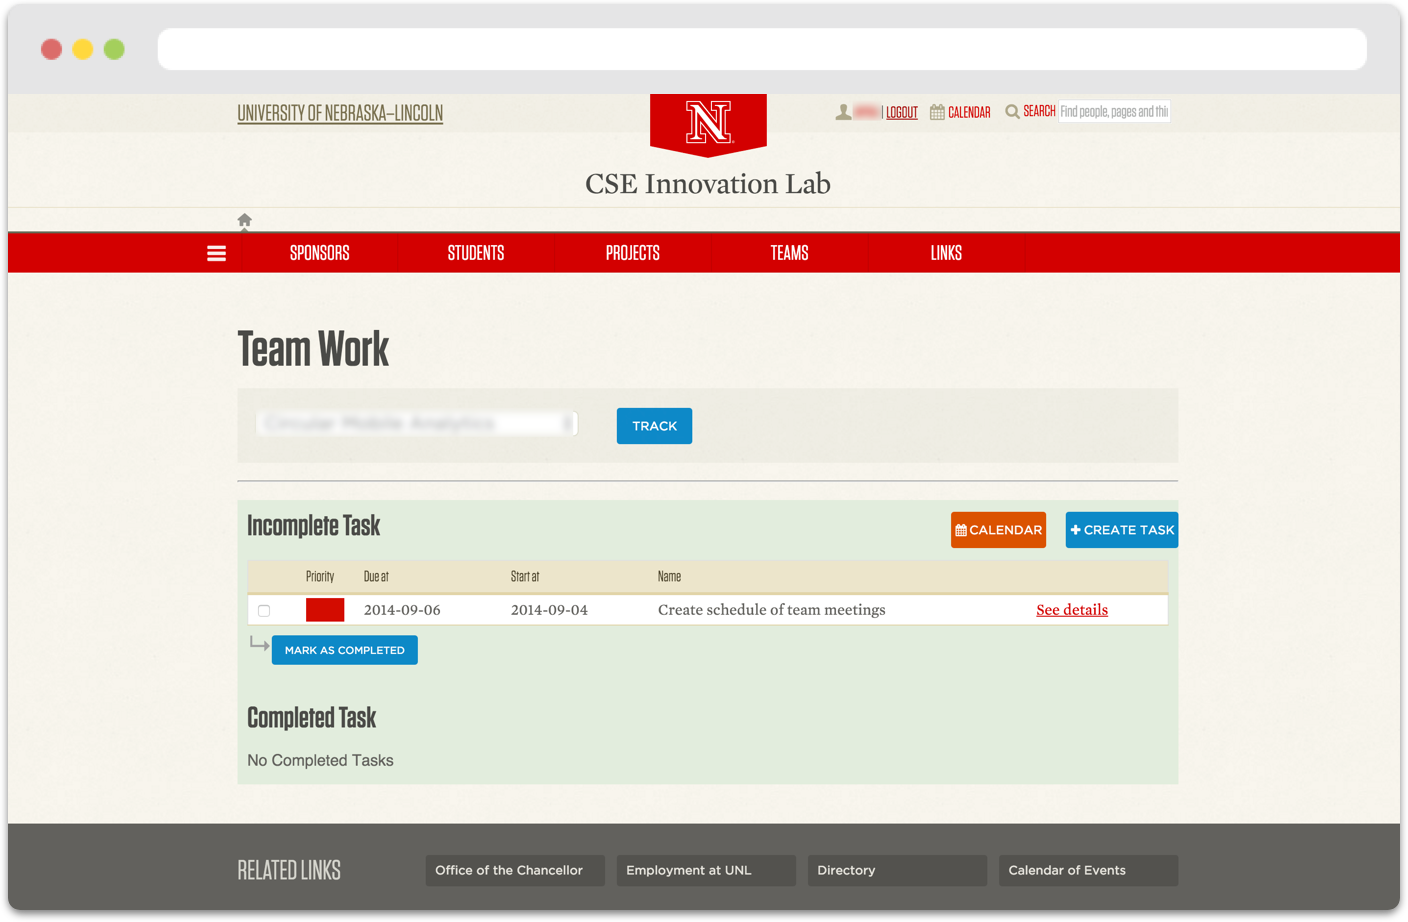 UNIVERSITY OF NEBRASKA–LINCOLN
N
| LOGOUT
CALENDAR
SEARCH
Find people, pages and thi
CSE Innovation Lab
SPONSORS
STUDENTS
PROJECTS
TEAMS
LINKS
Team Work
Circular Mobile Analytics
TRACK
Incomplete Task
CALENDAR
CREATE TASK
Priority Due at Start at Name
2014-09-06 2014-09-04 Create schedule of team meetings See details
MARK AS COMPLETED
Completed Task
No Completed Tasks
RELATED LINKS
Office of the Chancellor
Employment at UNL
Directory
Calendar of Events